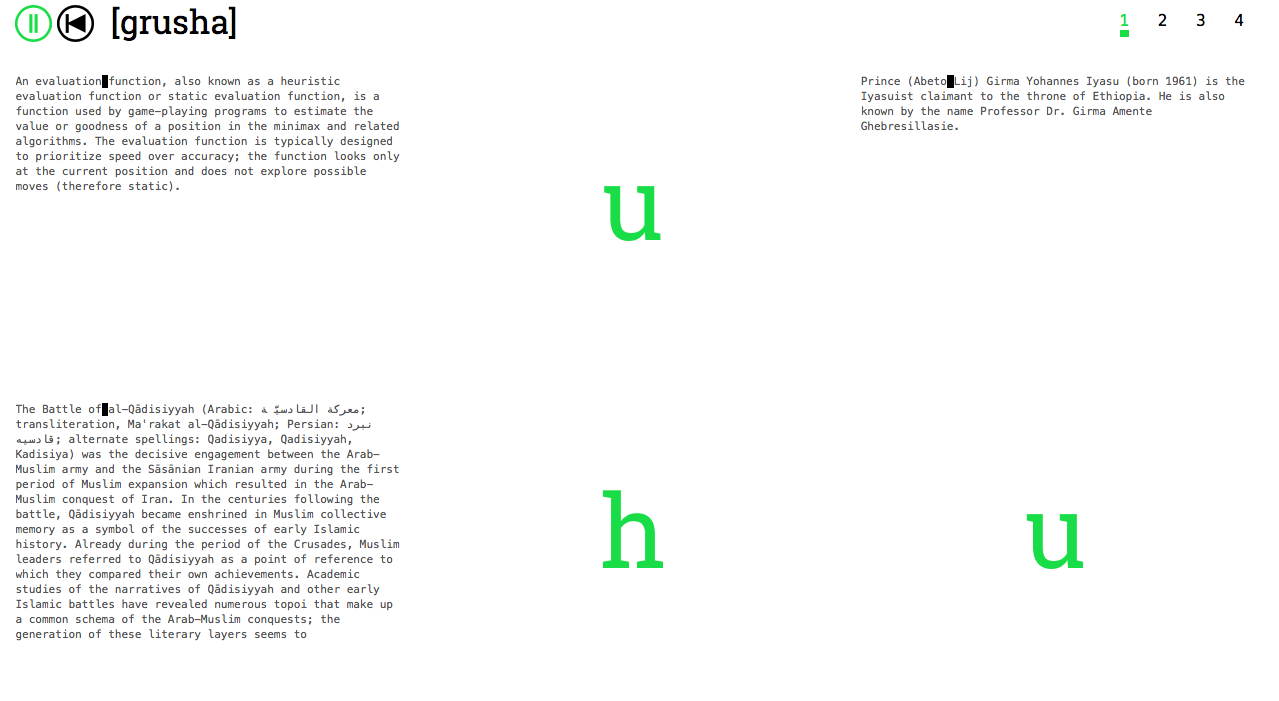 [grusha]
1 2 3 4
An evaluation function, also known as a heuristic
evaluation function or static evaluation function, is a
function used by game-playing programs to estimate the
value or goodness of a position in the minimax and related
algorithms. The evaluation function is typically designed
to prioritize speed over accuracy; the function looks only
at the current position and does not explore possible
moves (therefore static).
u
Prince (Abeto Lij) Girma Yohannes Iyasu (born 1961) is the
Iyasuist claimant to the throne of Ethiopia. He is also
known by the name Professor Dr. Girma Amente
Ghebresillasie.
The Battle of al-Qādisiyyah (Arabic: معركة القادسيّة;
transliteration, Ma'rakat al-Qādisiyyah; Persian: نبرد
قادسیه; alternate spellings: Qadisiyya, Qadisiyyah,
Kadisiya) was the decisive engagement between the Arab-
Muslim army and the Sāsānian Iranian army during the first
period of Muslim expansion which resulted in the Arab-
Muslim conquest of Iran. In the centuries following the
battle, Qādisiyyah became enshrined in Muslim collective
memory as a symbol of the successes of early Islamic
history. Already during the period of the Crusades, Muslim
leaders referred to Qādisiyyah as a point of reference to
which they compared their own achievements. Academic
studies of the narratives of Qādisiyyah and other early
Islamic battles have revealed numerous topoi that make up
a common schema of the Arab-Muslim conquests; the
generation of these literary layers seems to
h
u